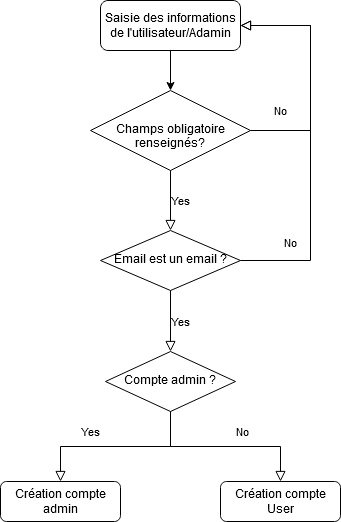 Saisie des informations
de l'utilisateur/Adamin
No
Champs obligatoire
renseignés?
Yes
No
Email est un email ?
Yes
Compte admin ?
Yes
No
Création compte
admin
Création compte
User